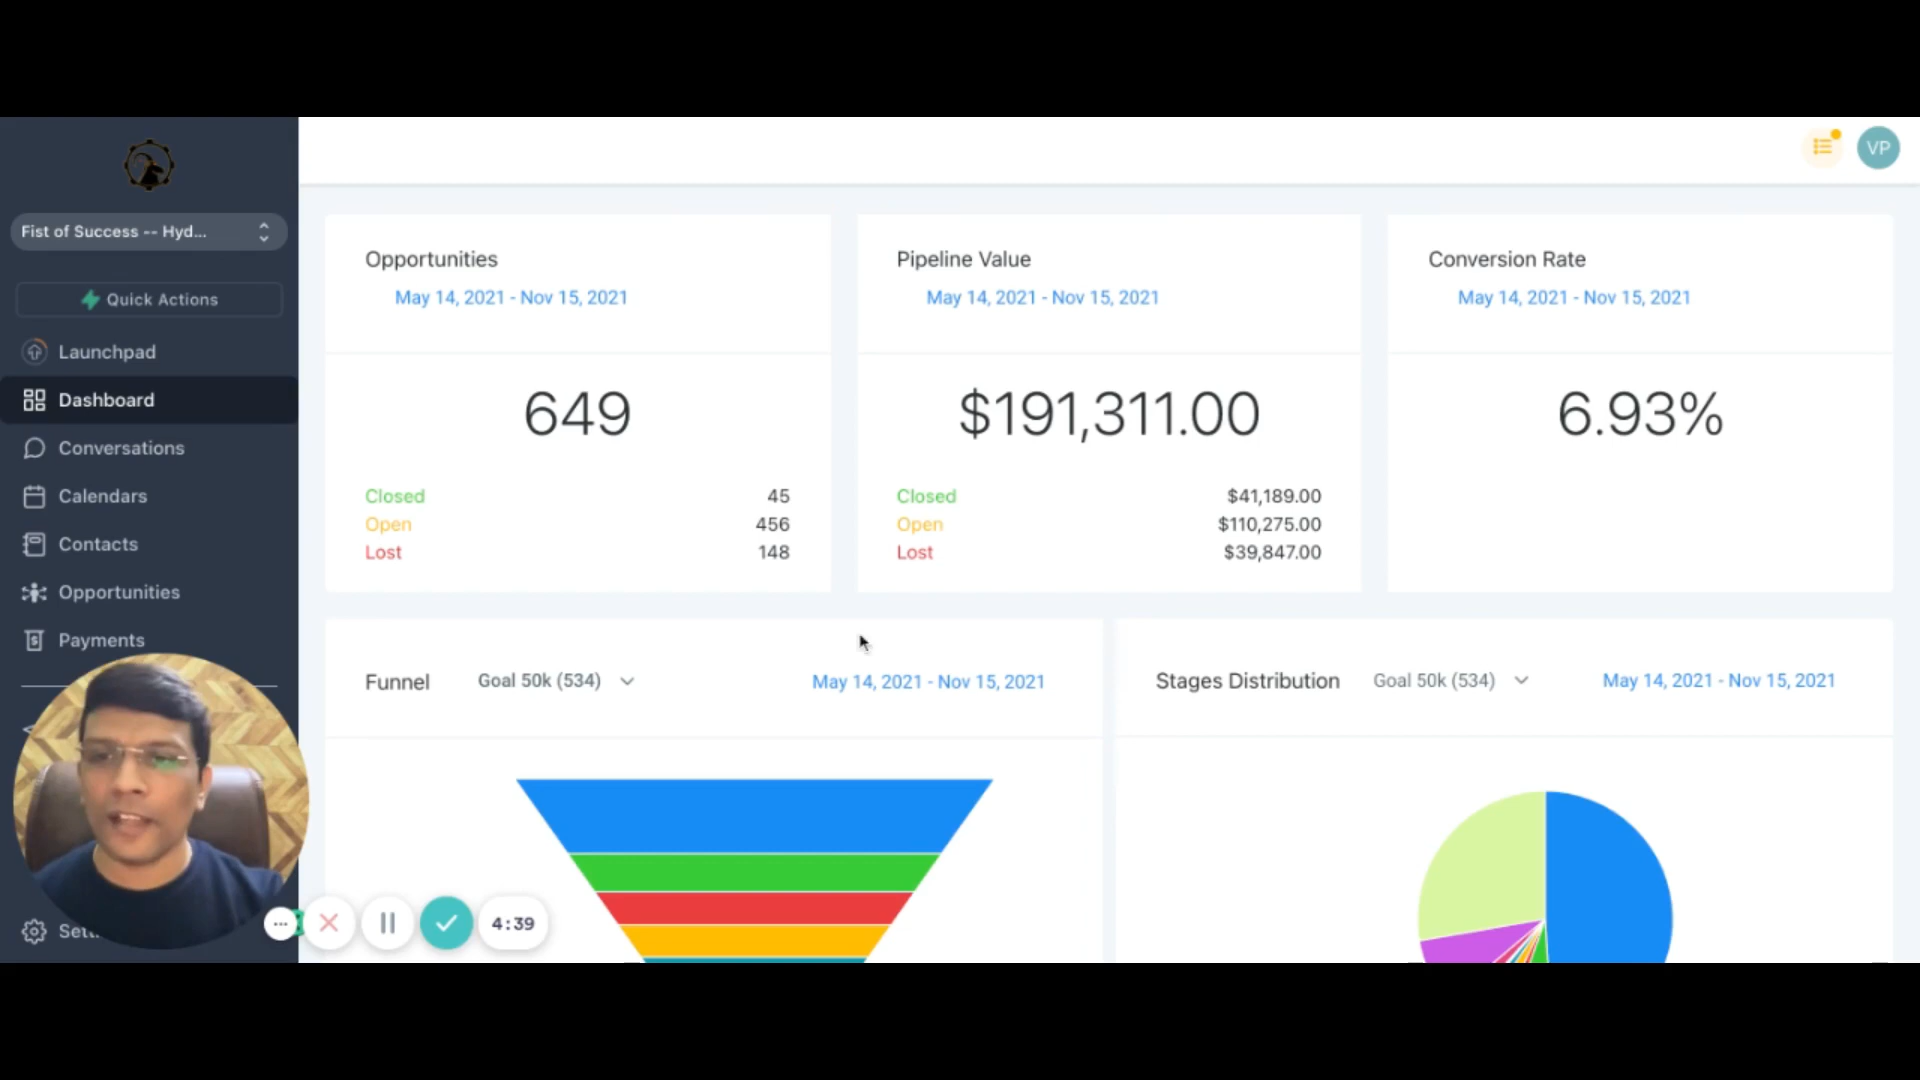 VP
Fist of Success -- Hyd...
Quick Actions
Launchpad
Dashboard
Conversations
Calendars
Contacts
Opportunities
Payments
Opportunities
May 14, 2021 - Nov 15, 2021
649
Closed 45
Open 456
Lost 148
Pipeline Value
May 14, 2021 - Nov 15, 2021
$191,311.00
Closed $41,189.00
Open $110,275.00
Lost $39,847.00
Conversion Rate
May 14, 2021 - Nov 15, 2021
6.93%
Funnel Goal 50k (534) May 14, 2021 - Nov 15, 2021
Stages Distribution Goal 50k (534) May 14, 2021 - Nov 15, 2021
4:39